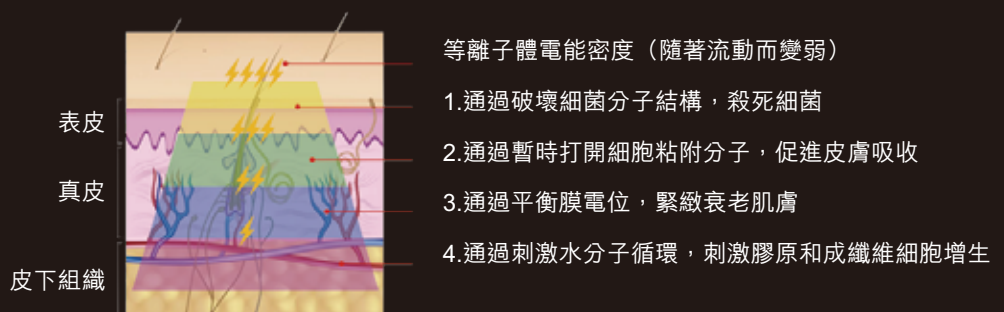 等離子體電能密度（隨著流動而變弱）
1.通過破壞細菌分子結構，殺死細菌
表皮
2.通過暫時打開細胞粘附分子，促進皮膚吸收
真皮
3.通過平衡膜電位，緊緻衰老肌膚
4.通過刺激水分子循環，刺激膠原和成纖維細胞增生
皮下組織